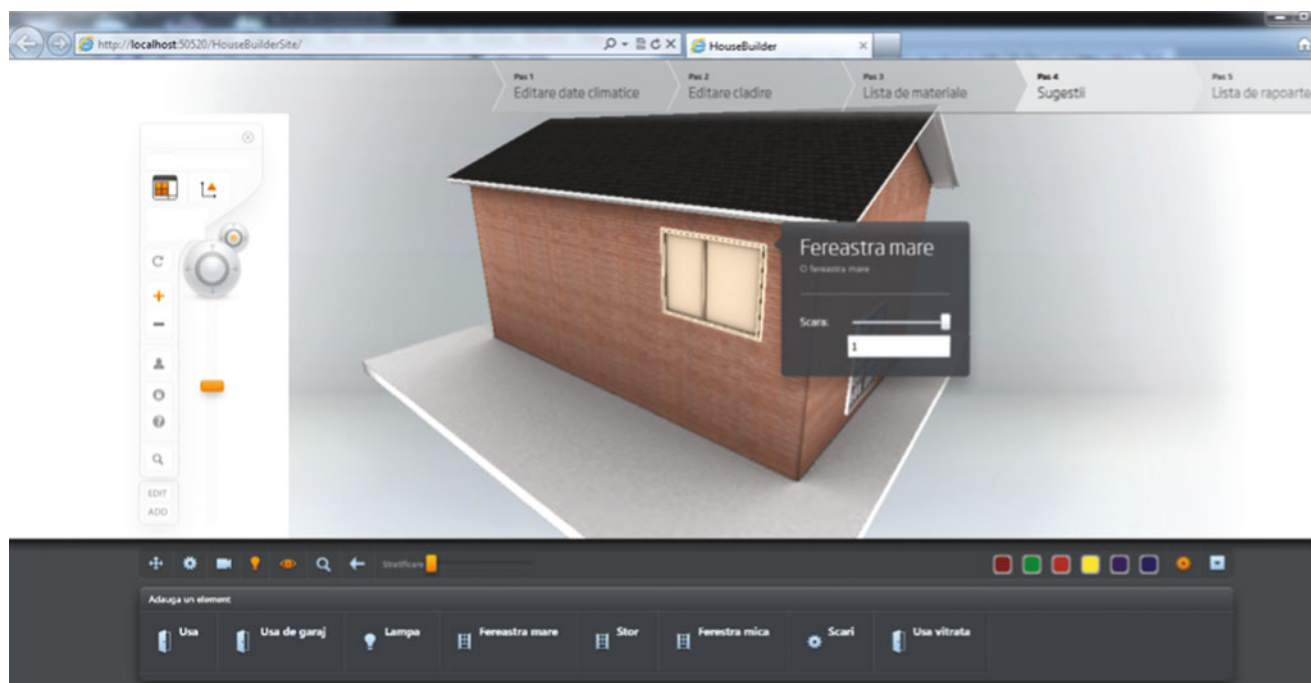 http://localhost:50520/HouseBuilderSite/
HouseBuilder
Pas 1
Editare date climatice
Pas 2
Editare cladire
Pas 3
Lista de materiale
Pas 4
Sugestii
Pas 5
Lista de rapoarte
Fereastra mare
O fereastra mare
Scara:
1
EDIT
ADD
Stratificare
Adauga un element
Usa
Usa de garaj
Lampa
Fereastra mare
Stor
Ferestra mica
Scari
Usa vitrata